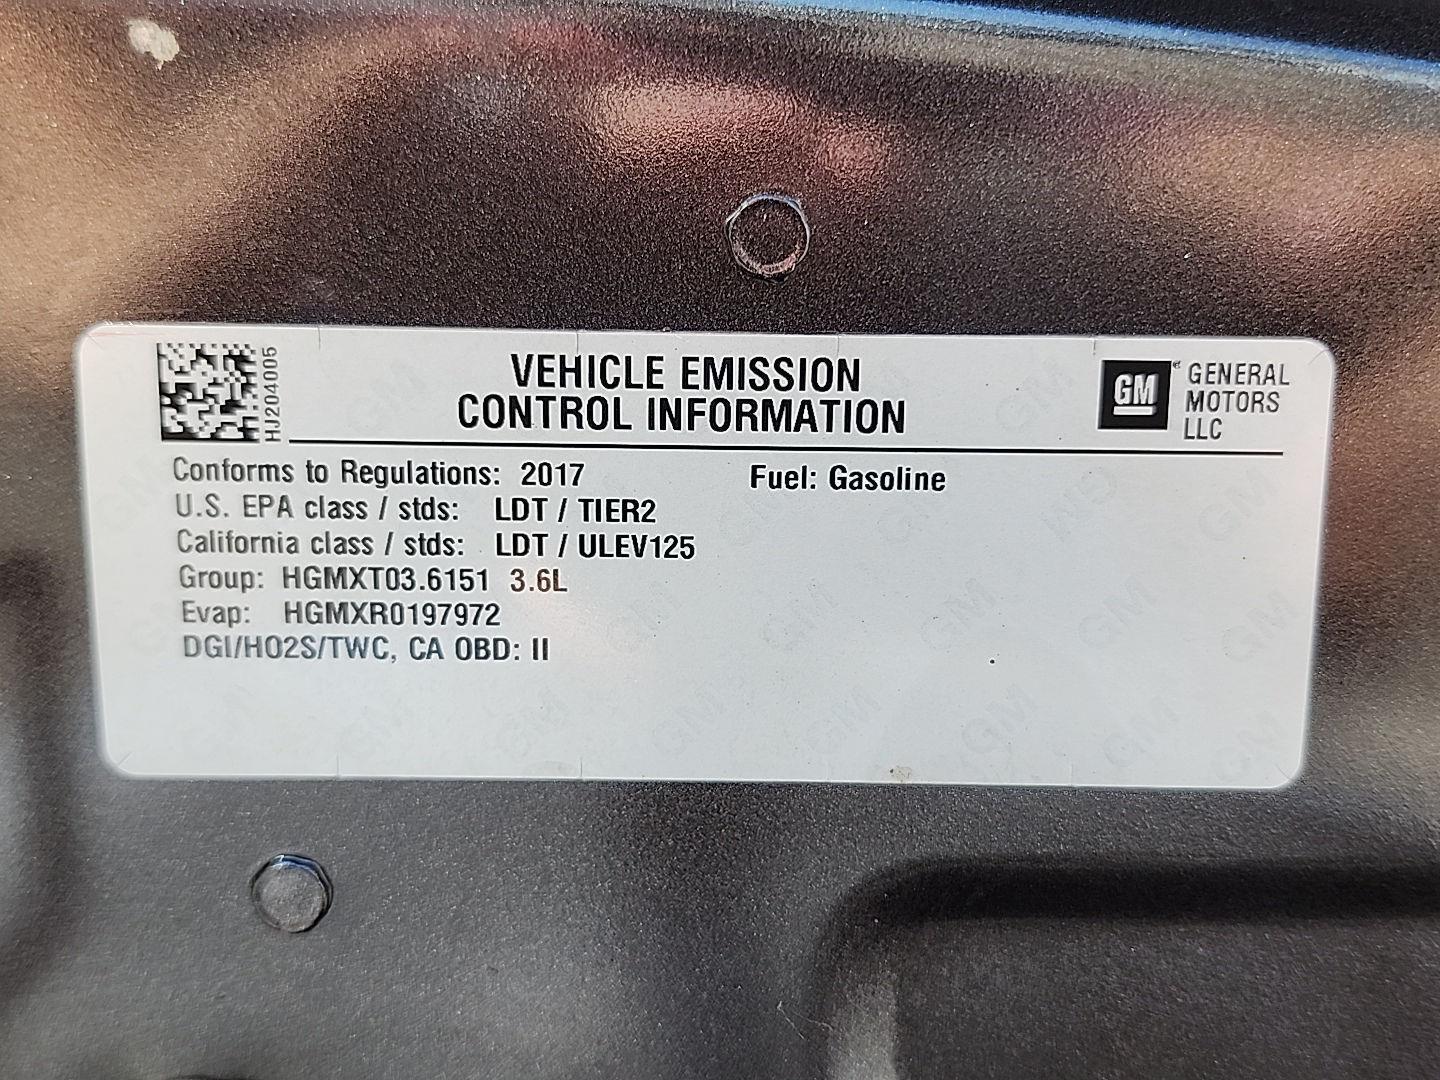 HJ204005
VEHICLE EMISSION
CONTROL INFORMATION
GM
GENERAL
MOTORS
LLC
Conforms to Regulations: 2017 Fuel: Gasoline
U.S. EPA class / stds: LDT / TIER2
California class / stds: LDT / ULEV125
Group: HGMXT03.6151 3.6L
Evap: HGMXR0197972
DGI/HO2S/TWC, CA OBD: II